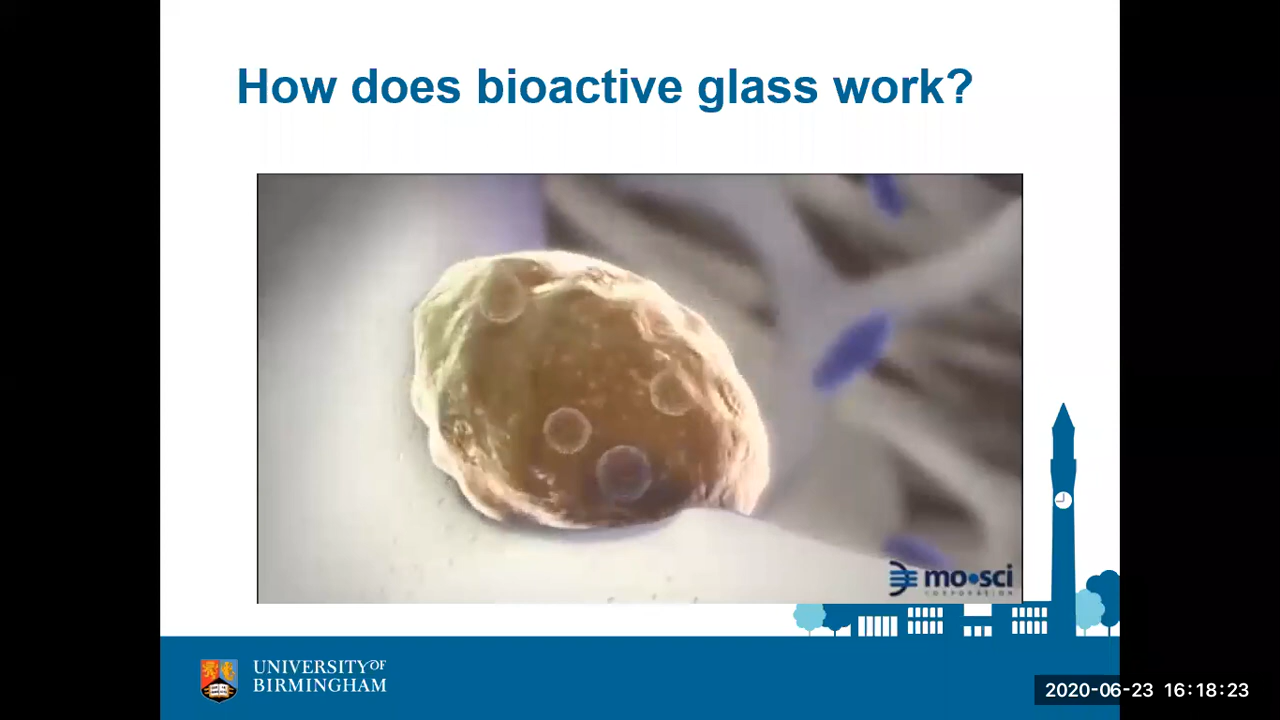 How does bioactive glass work?
mo•sci
CORPORATION
UNIVERSITY OF
BIRMINGHAM
2020-06-23 16:18:23